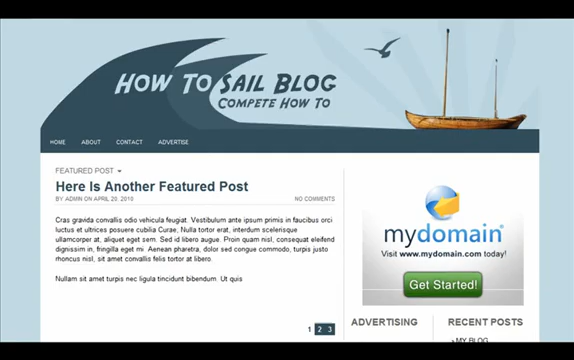 HOW TO SAIL BLOG
COMPETE HOW TO
HOME ABOUT CONTACT ADVERTISE
FEATURED POST
Here Is Another Featured Post
BY ADMIN ON APRIL 20, 2010 NO COMMENTS
Cras gravida convallis odio vehicula feugiat. Vestibulum ante ipsum primis in faucibus orci
luctus et ultrices posuere cubilia Curae; Nulla tortor erat, interdum scelerisque
ullamcorper at, aliquet eget sem. Sed id libero augue. Proin quam nisl, consequat eleifend
dignissim in, fringilla eget mi. Aenean pharetra, dolor sed congue commodo, turpis justo
rhoncus nisl, sit amet convallis felis tortor at libero.
Nullam sit amet turpis nec ligula tincidunt bibendum. Ut quis
1 2 3
mydomain®
Visit www.mydomain.com today!
Get Started!
ADVERTISING
RECENT POSTS
MY BLOG